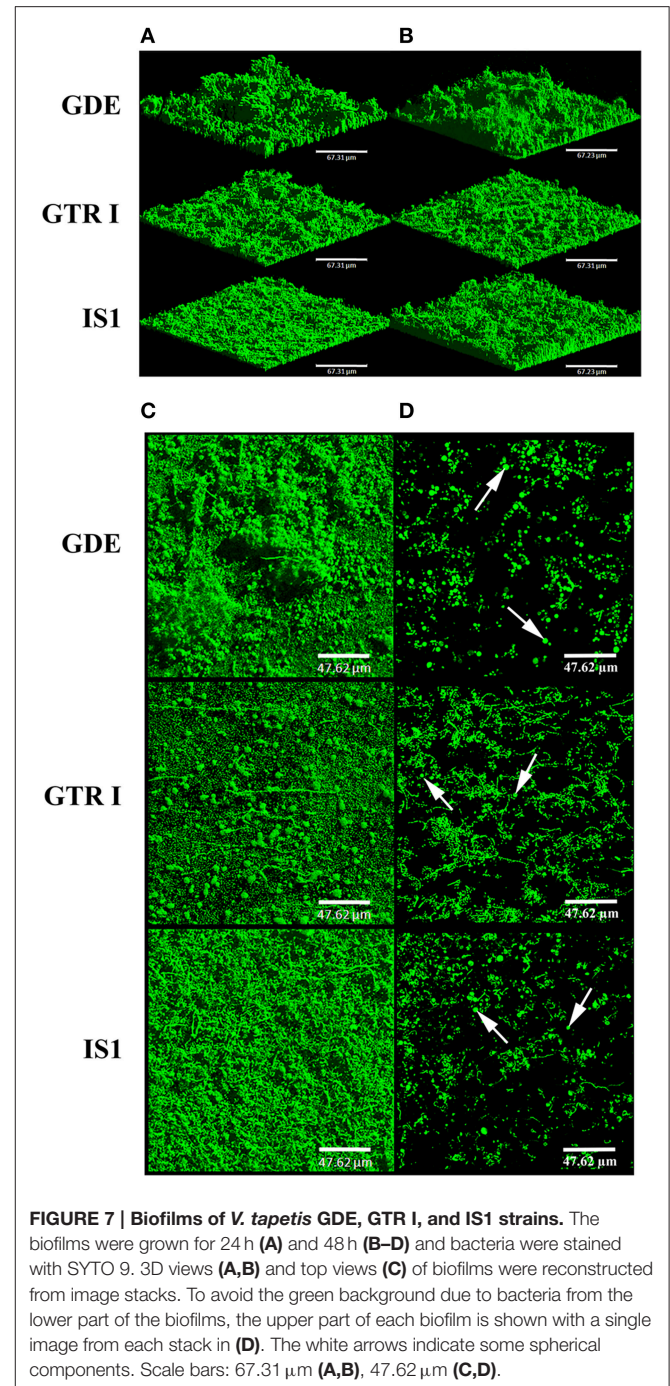 A B
GDE
67.31 µm 67.23 µm
GTR I
67.31 µm 67.23 µm
IS1
67.31 µm 67.23 µm
C D
GDE
47.62 µm 47.62 µm
GTR I
47.62 µm 47.62 µm
IS1
47.62 µm 47.62 µm
FIGURE 7 | Biofilms of V. tapetis GDE, GTR I, and IS1 strains. The
biofilms were grown for 24 h (A) and 48 h (B–D) and bacteria were stained
with SYTO 9. 3D views (A,B) and top views (C) of biofilms were reconstructed
from image stacks. To avoid the green background due to bacteria from the
lower part of the biofilms, the upper part of each biofilm is shown with a single
image from each stack in (D). The white arrows indicate some spherical
components. Scale bars: 67.31 µm (A,B), 47.62 µm (C,D).